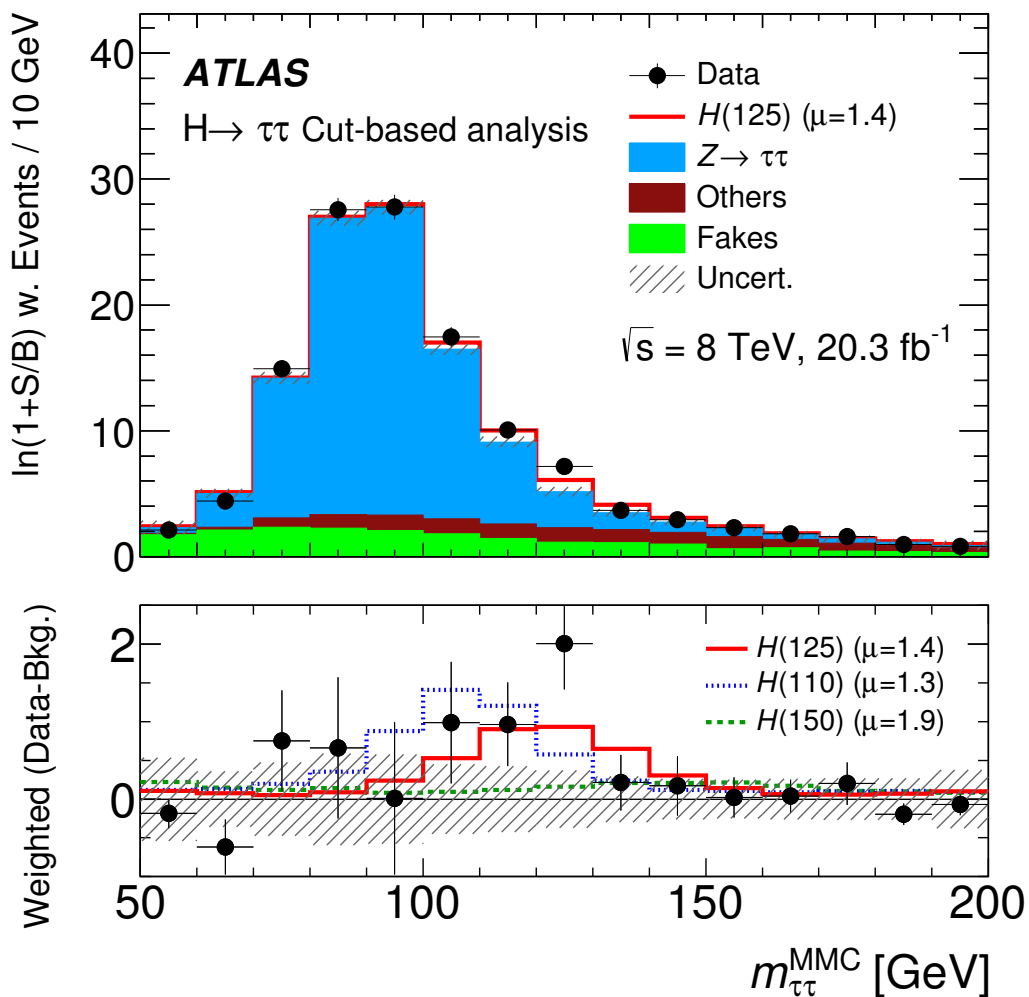 ln(1+S/B) w. Events / 10 GeV
40
30
20
10
0
ATLAS
H→ ττ Cut-based analysis
Data
H(125) (μ=1.4)
Z→ ττ
Others
Fakes
Uncert.
√s = 8 TeV, 20.3 fb⁻¹
Weighted (Data-Bkg.)
2
0
H(125) (μ=1.4)
H(110) (μ=1.3)
H(150) (μ=1.9)
50 100 150 200
m_ττ^MMC [GeV]